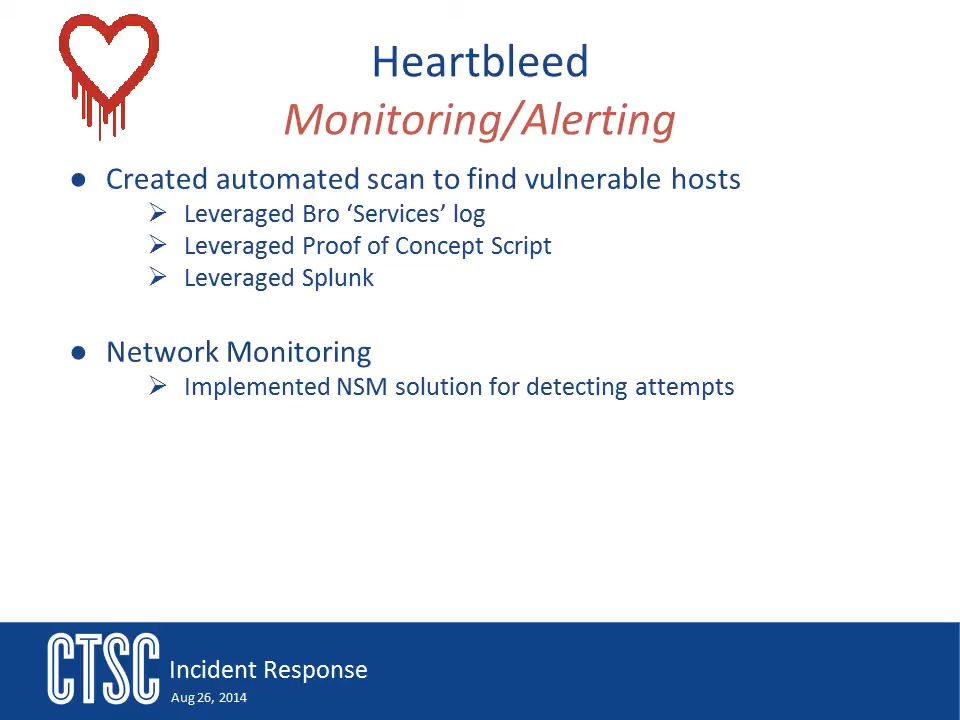 Heartbleed
Monitoring/Alerting
● Created automated scan to find vulnerable hosts
➢ Leveraged Bro ‘Services’ log
➢ Leveraged Proof of Concept Script
➢ Leveraged Splunk
● Network Monitoring
➢ Implemented NSM solution for detecting attempts
CTSC Incident Response
Aug 26, 2014